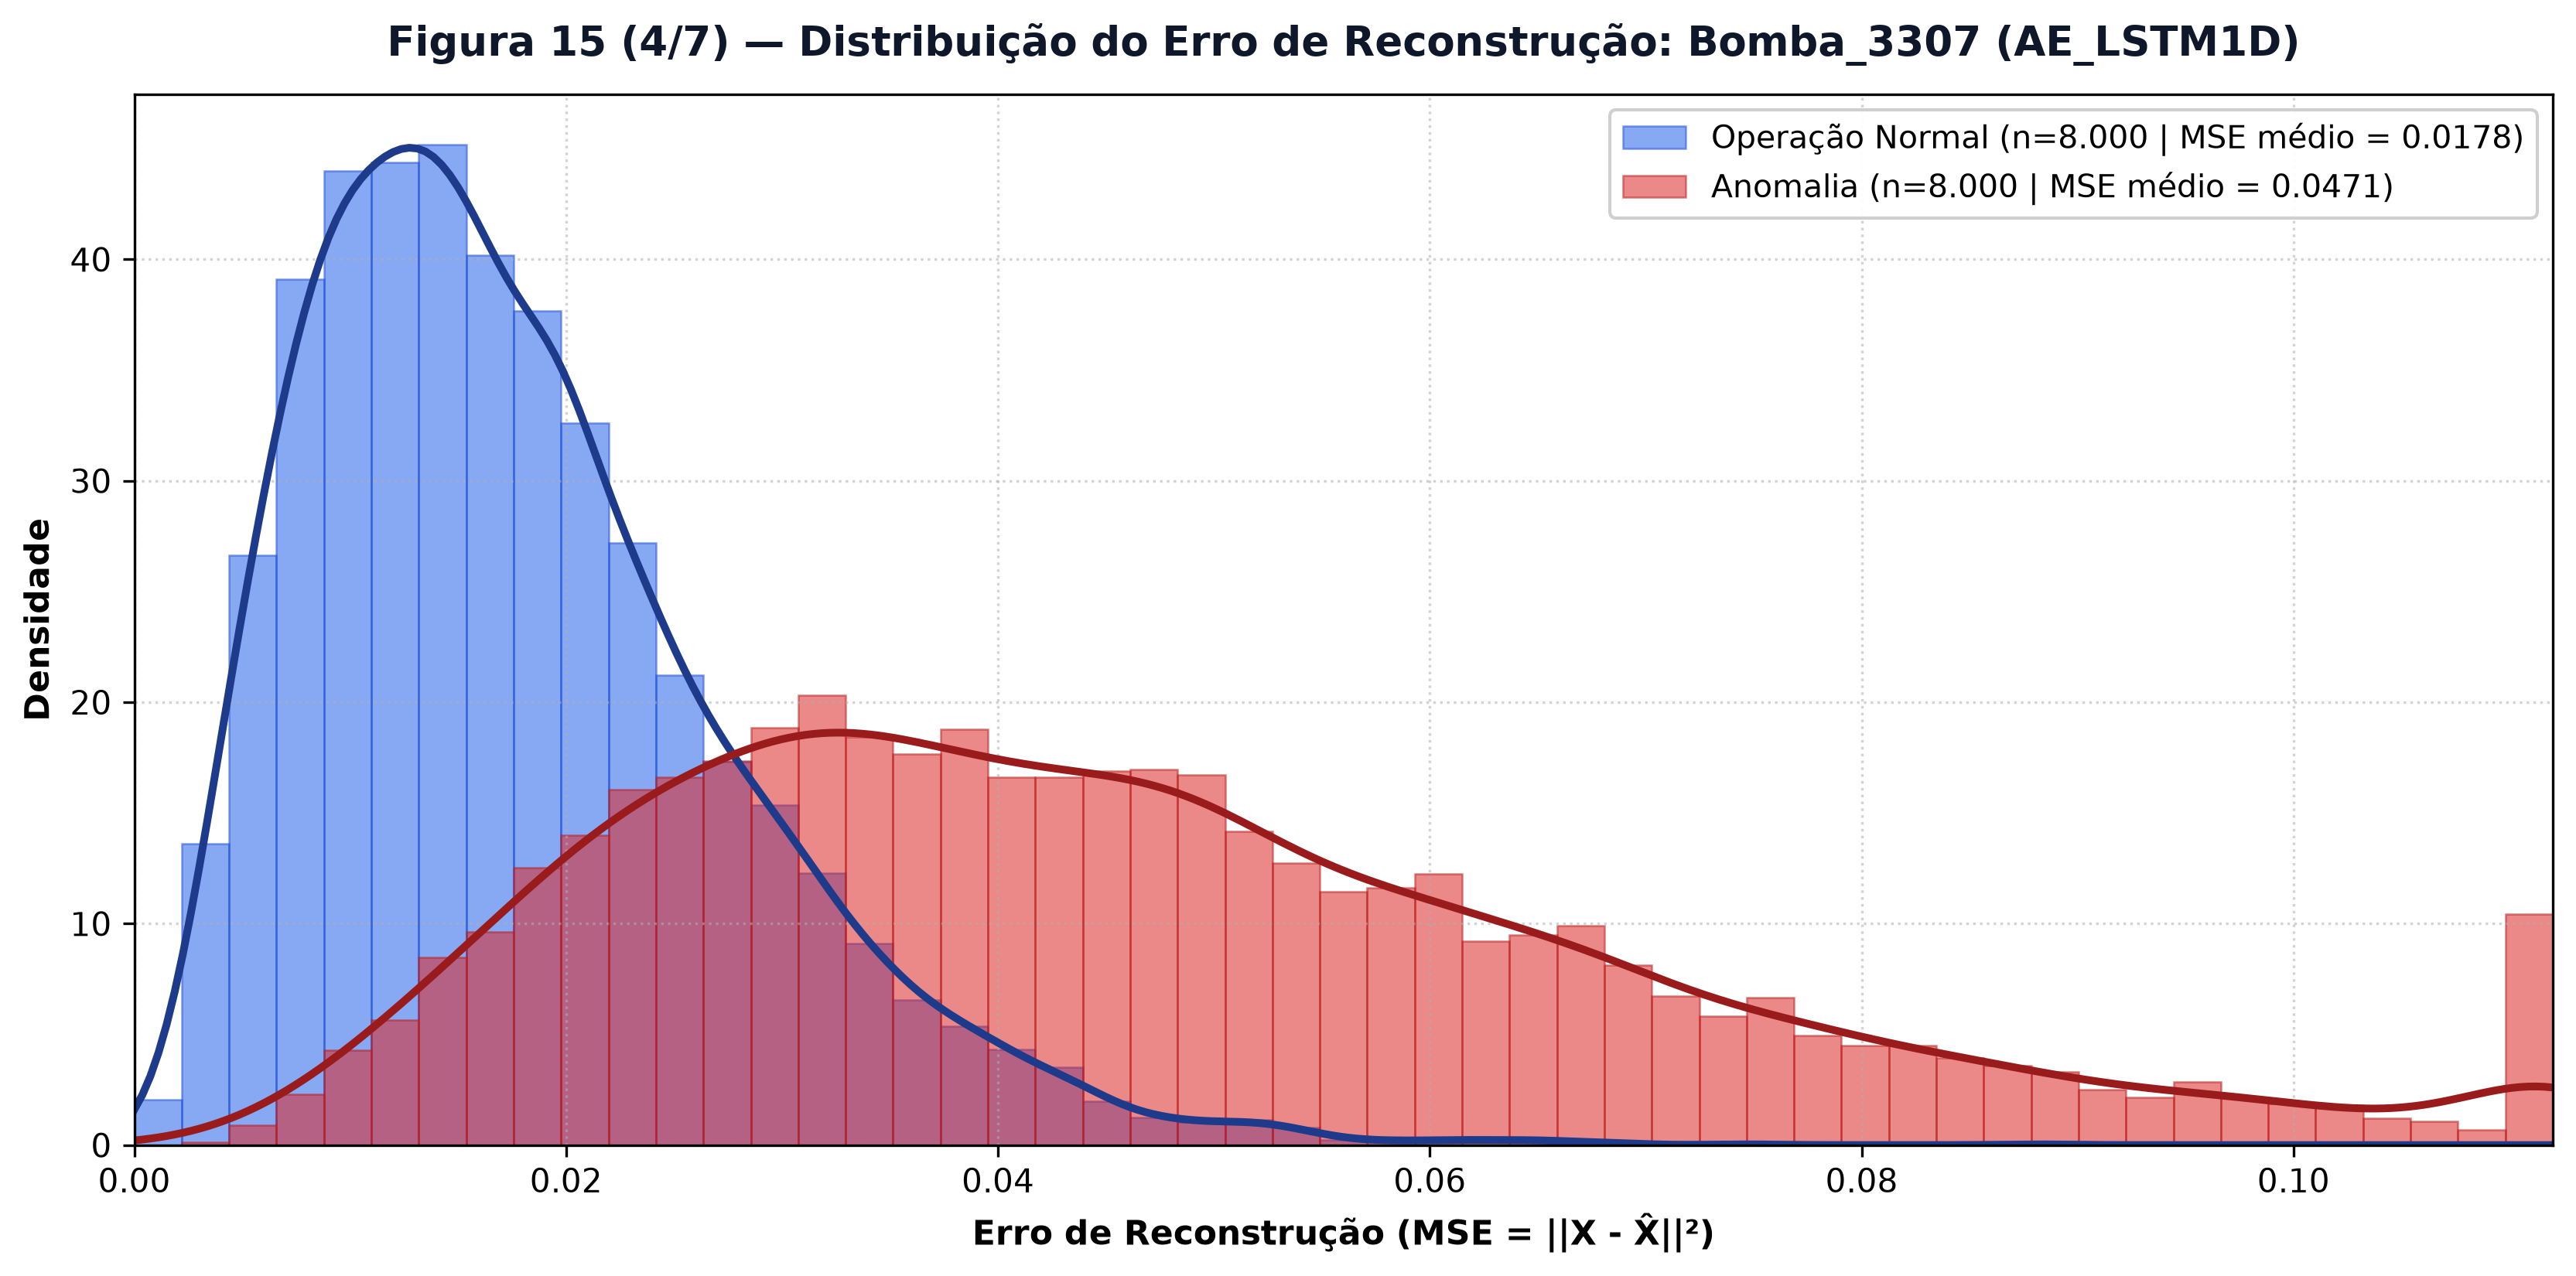 Figura 15 (4/7) — Distribuição do Erro de Reconstrução: Bomba_3307 (AE_LSTM1D)
Operação Normal (n=8.000 | MSE médio = 0.0178)
Anomalia (n=8.000 | MSE médio = 0.0471)
Densidade
40
30
20
10
0
0.00 0.02 0.04 0.06 0.08 0.10
Erro de Reconstrução (MSE = ||X - X̂||²)